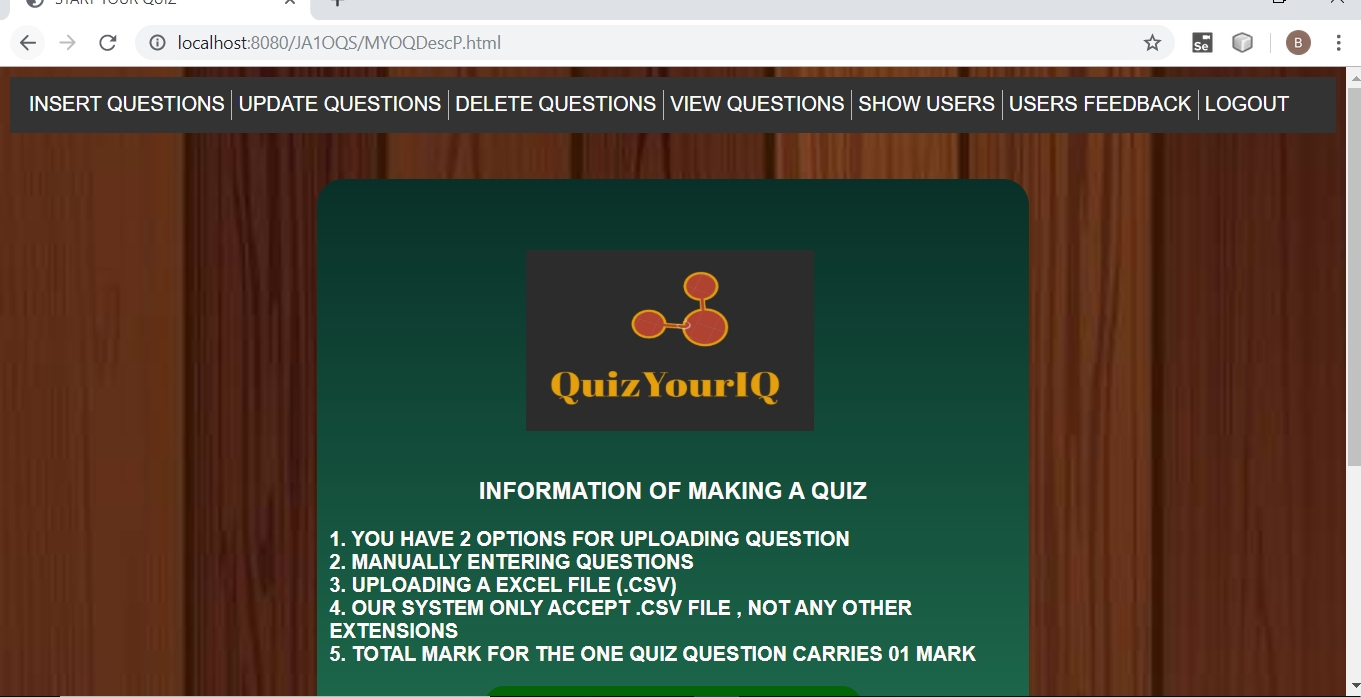 START YOUR QUIZ
localhost:8080/JA1OQS/MYOQDescP.html
Se
B
INSERT QUESTIONS UPDATE QUESTIONS DELETE QUESTIONS VIEW QUESTIONS SHOW USERS USERS FEEDBACK LOGOUT
QuizYourIQ
INFORMATION OF MAKING A QUIZ
1. YOU HAVE 2 OPTIONS FOR UPLOADING QUESTION
2. MANUALLY ENTERING QUESTIONS
3. UPLOADING A EXCEL FILE (.CSV)
4. OUR SYSTEM ONLY ACCEPT .CSV FILE , NOT ANY OTHER
EXTENSIONS
5. TOTAL MARK FOR THE ONE QUIZ QUESTION CARRIES 01 MARK